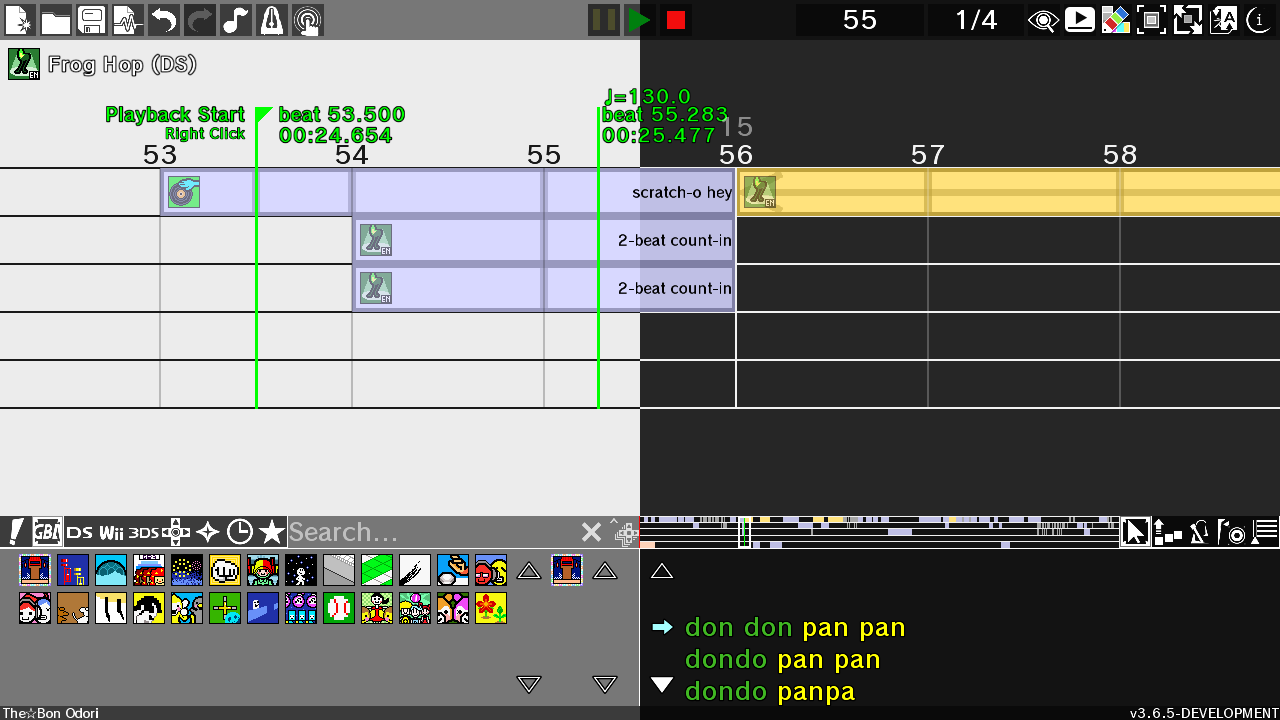 55
1/4
Frog Hop (DS)
♩=130.0
Playback Start
beat 53.500
beat 55.283
Right Click
00:24.654
00:25.477
15
53
54
55
56
57
58
scratch-o hey
EN
2-beat count-in
EN
2-beat count-in
EN
GBA
DS
Wii
3DS
Search...
don don pan pan
dondo pan pan
dondo panpa
The☆Bon Odori
v3.6.5-DEVELOPMENT